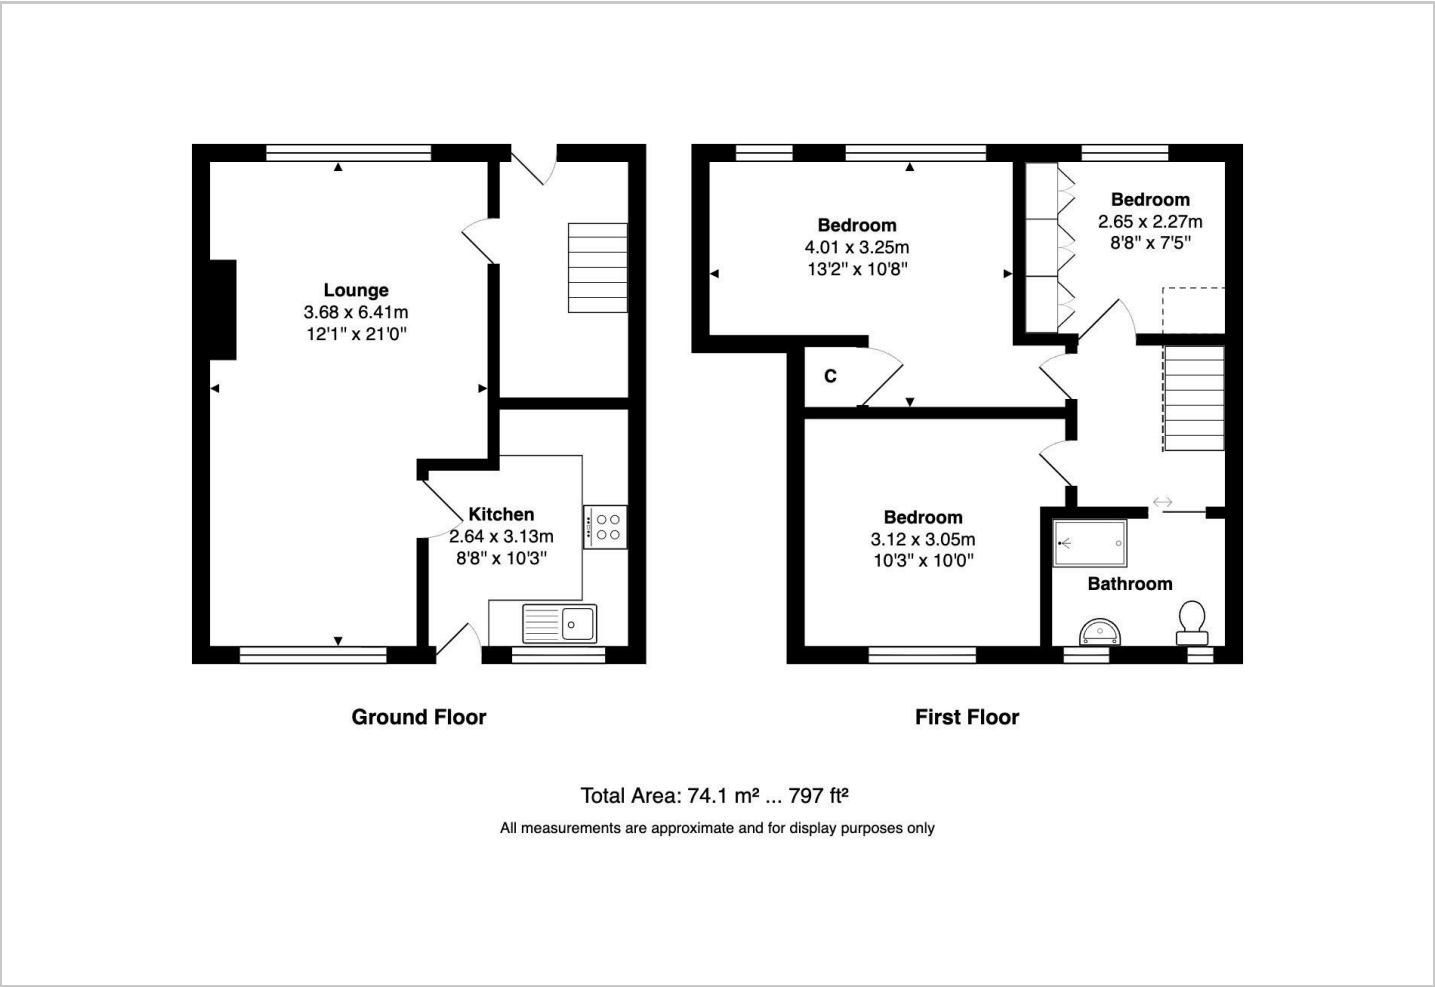 Lounge
3.68 x 6.41m
12'1" x 21'0"
Kitchen
2.64 x 3.13m
8'8" x 10'3"
Ground Floor
Bedroom
4.01 x 3.25m
13'2" x 10'8"
Bedroom
2.65 x 2.27m
8'8" x 7'5"
C
Bedroom
3.12 x 3.05m
10'3" x 10'0"
Bathroom
First Floor
Total Area: 74.1 m² ... 797 ft²
All measurements are approximate and for display purposes only